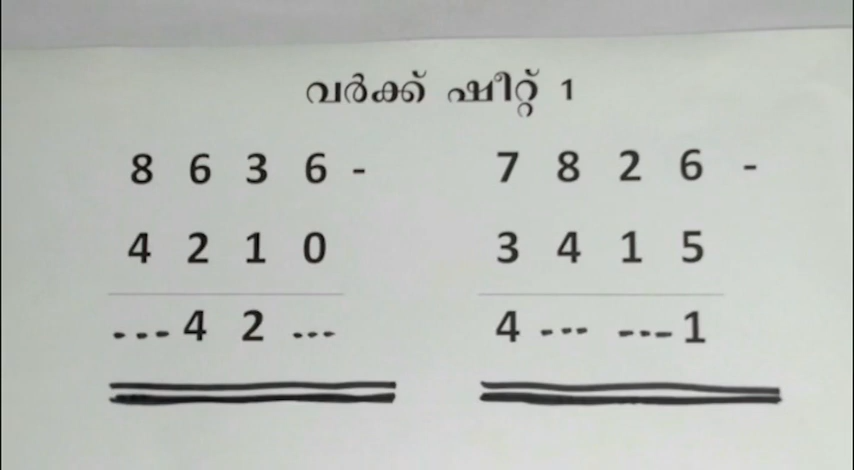 വർക്ക് ഷീറ്റ് 1
8 6 3 6 - 7 8 2 6 -
4 2 1 0 3 4 1 5
--- 4 2 --- 4 --- --- 1